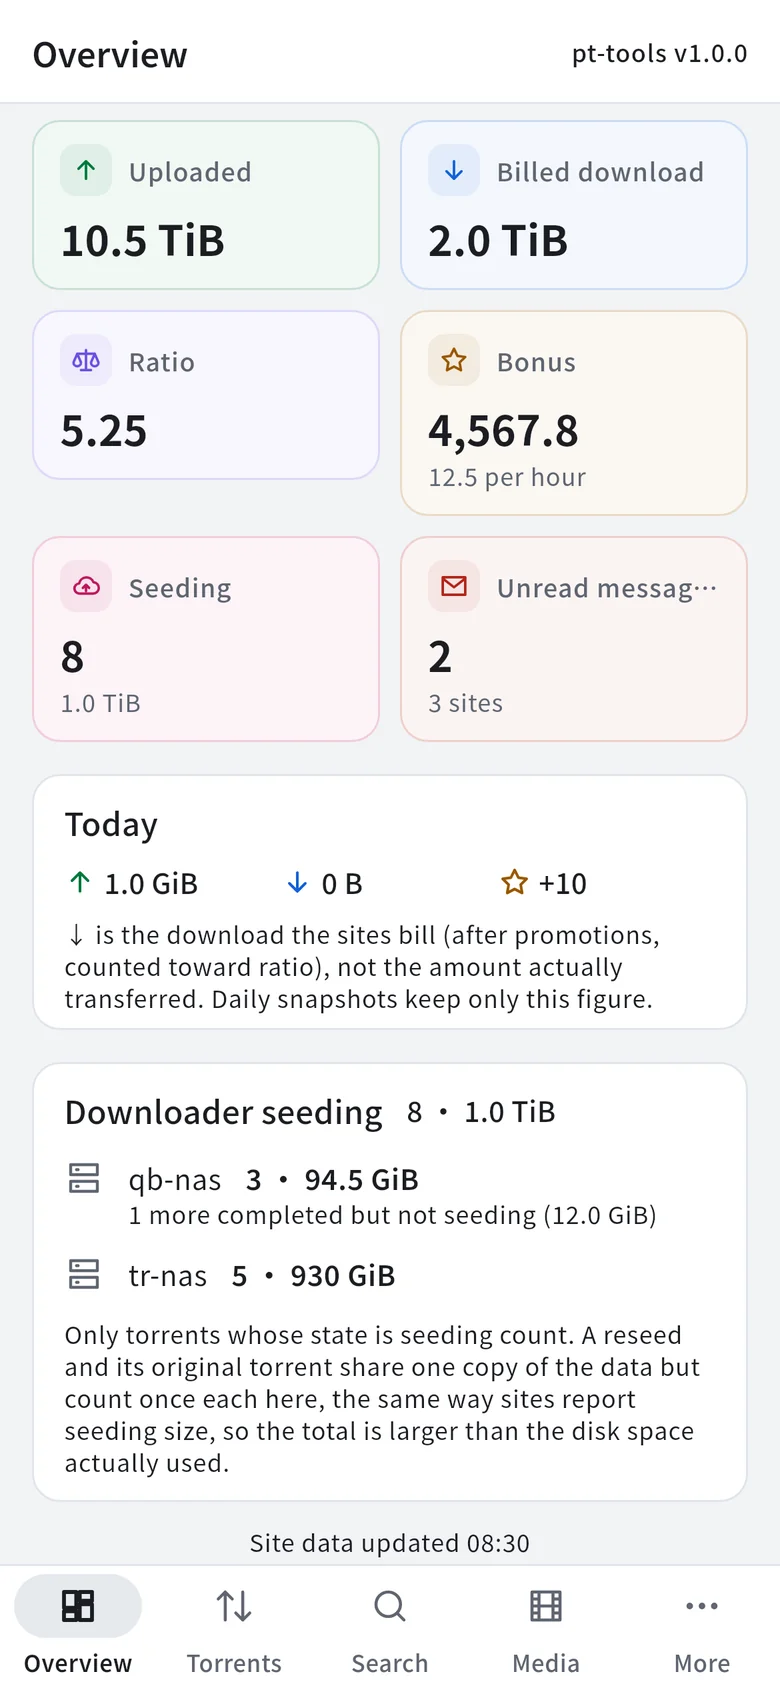 Overview
pt-tools v1.0.0
Uploaded
10.5 TiB
Billed download
2.0 TiB
Ratio
5.25
Bonus
4,567.8
12.5 per hour
Seeding
8
1.0 TiB
Unread messag···
2
3 sites
Today
↑ 1.0 GiB
↓ 0 B
+10
↓ is the download the sites bill (after promotions,
counted toward ratio), not the amount actually
transferred. Daily snapshots keep only this figure.
Downloader seeding 8 · 1.0 TiB
qb-nas 3 · 94.5 GiB
1 more completed but not seeding (12.0 GiB)
tr-nas 5 · 930 GiB
Only torrents whose state is seeding count. A reseed
and its original torrent share one copy of the data but
count once each here, the same way sites report
seeding size, so the total is larger than the disk space
actually used.
Site data updated 08:30
Overview
Torrents
Search
Media
More